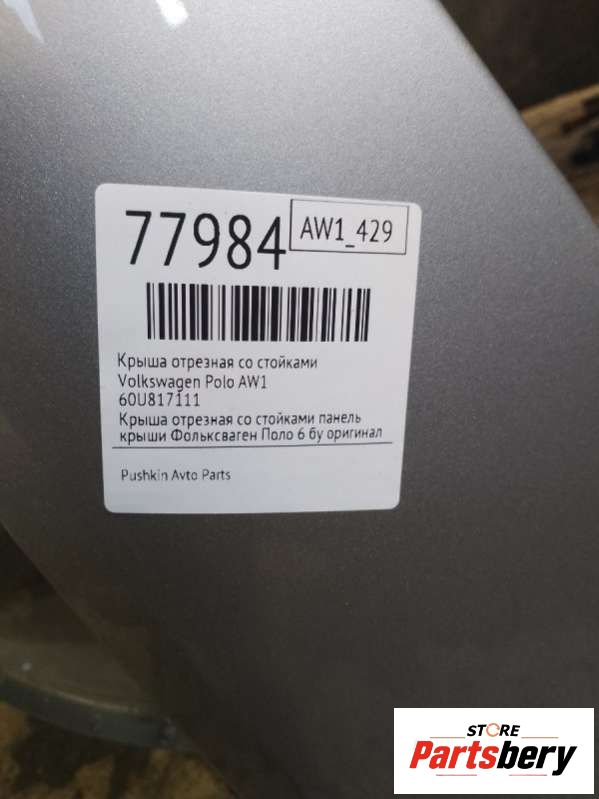 77984
AW1_429
Крыша отрезная со стойками
Volkswagen Polo AW1
60U817111
Крыша отрезная со стойками панель
крыши Фольксваген Поло 6 бу оригинал
Pushkin Avto Parts
STORE
Partsbery